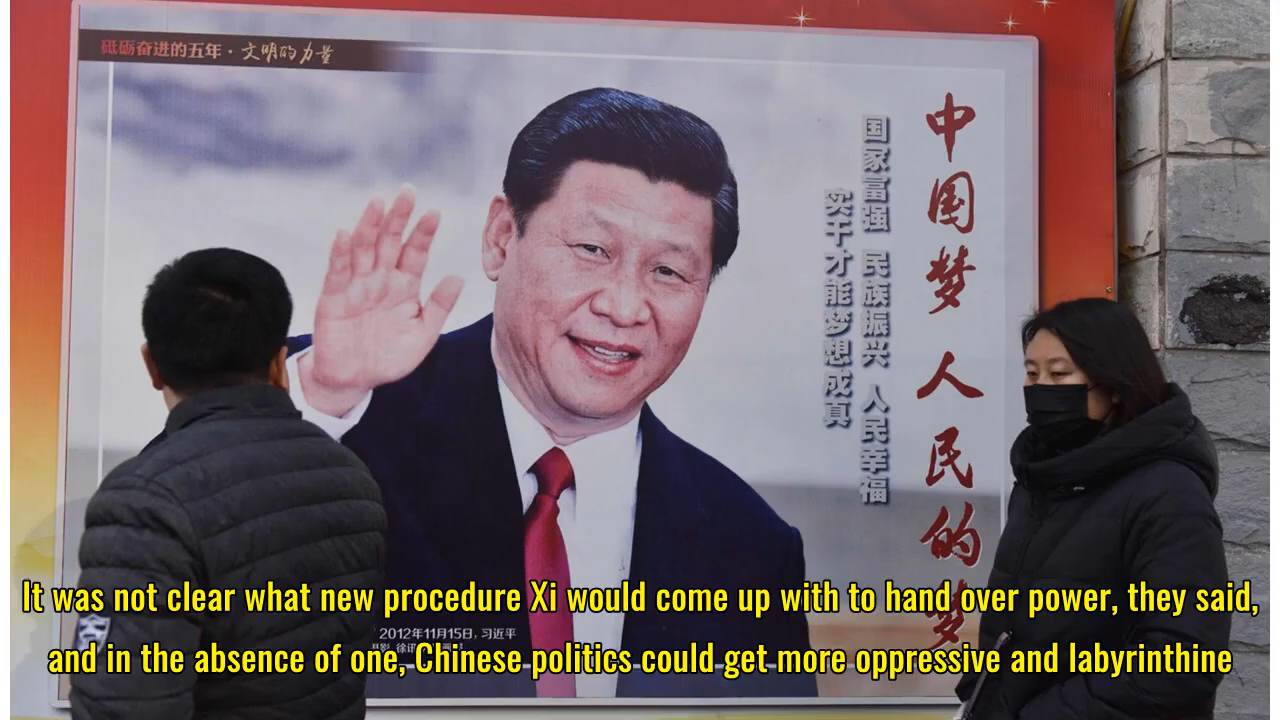 砥砺奋进的五年·文明的力量
中国梦 人民的梦
国家富强 民族振兴 人民幸福
实干才能梦想成真
2012年11月15日, 习近平
It was not clear what new procedure Xi would come up with to hand over power, they said,
and in the absence of one, Chinese politics could get more oppressive and labyrinthine